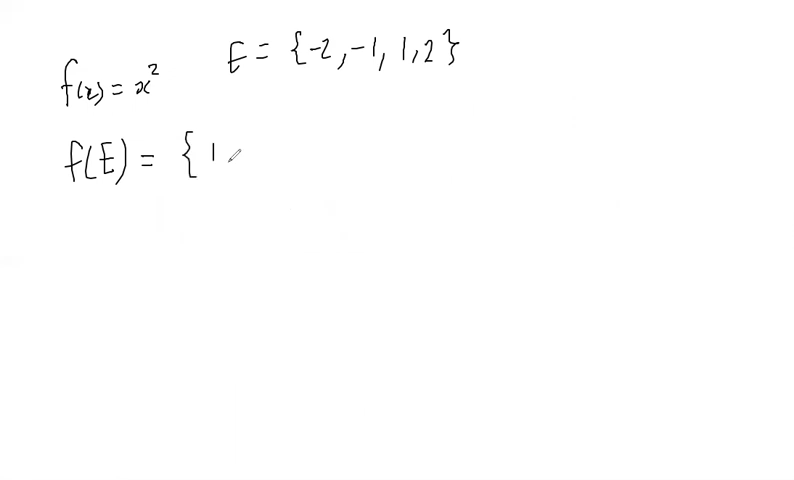 f(x) = x² E = {-2, -1, 1, 2}
f(E) = { 1